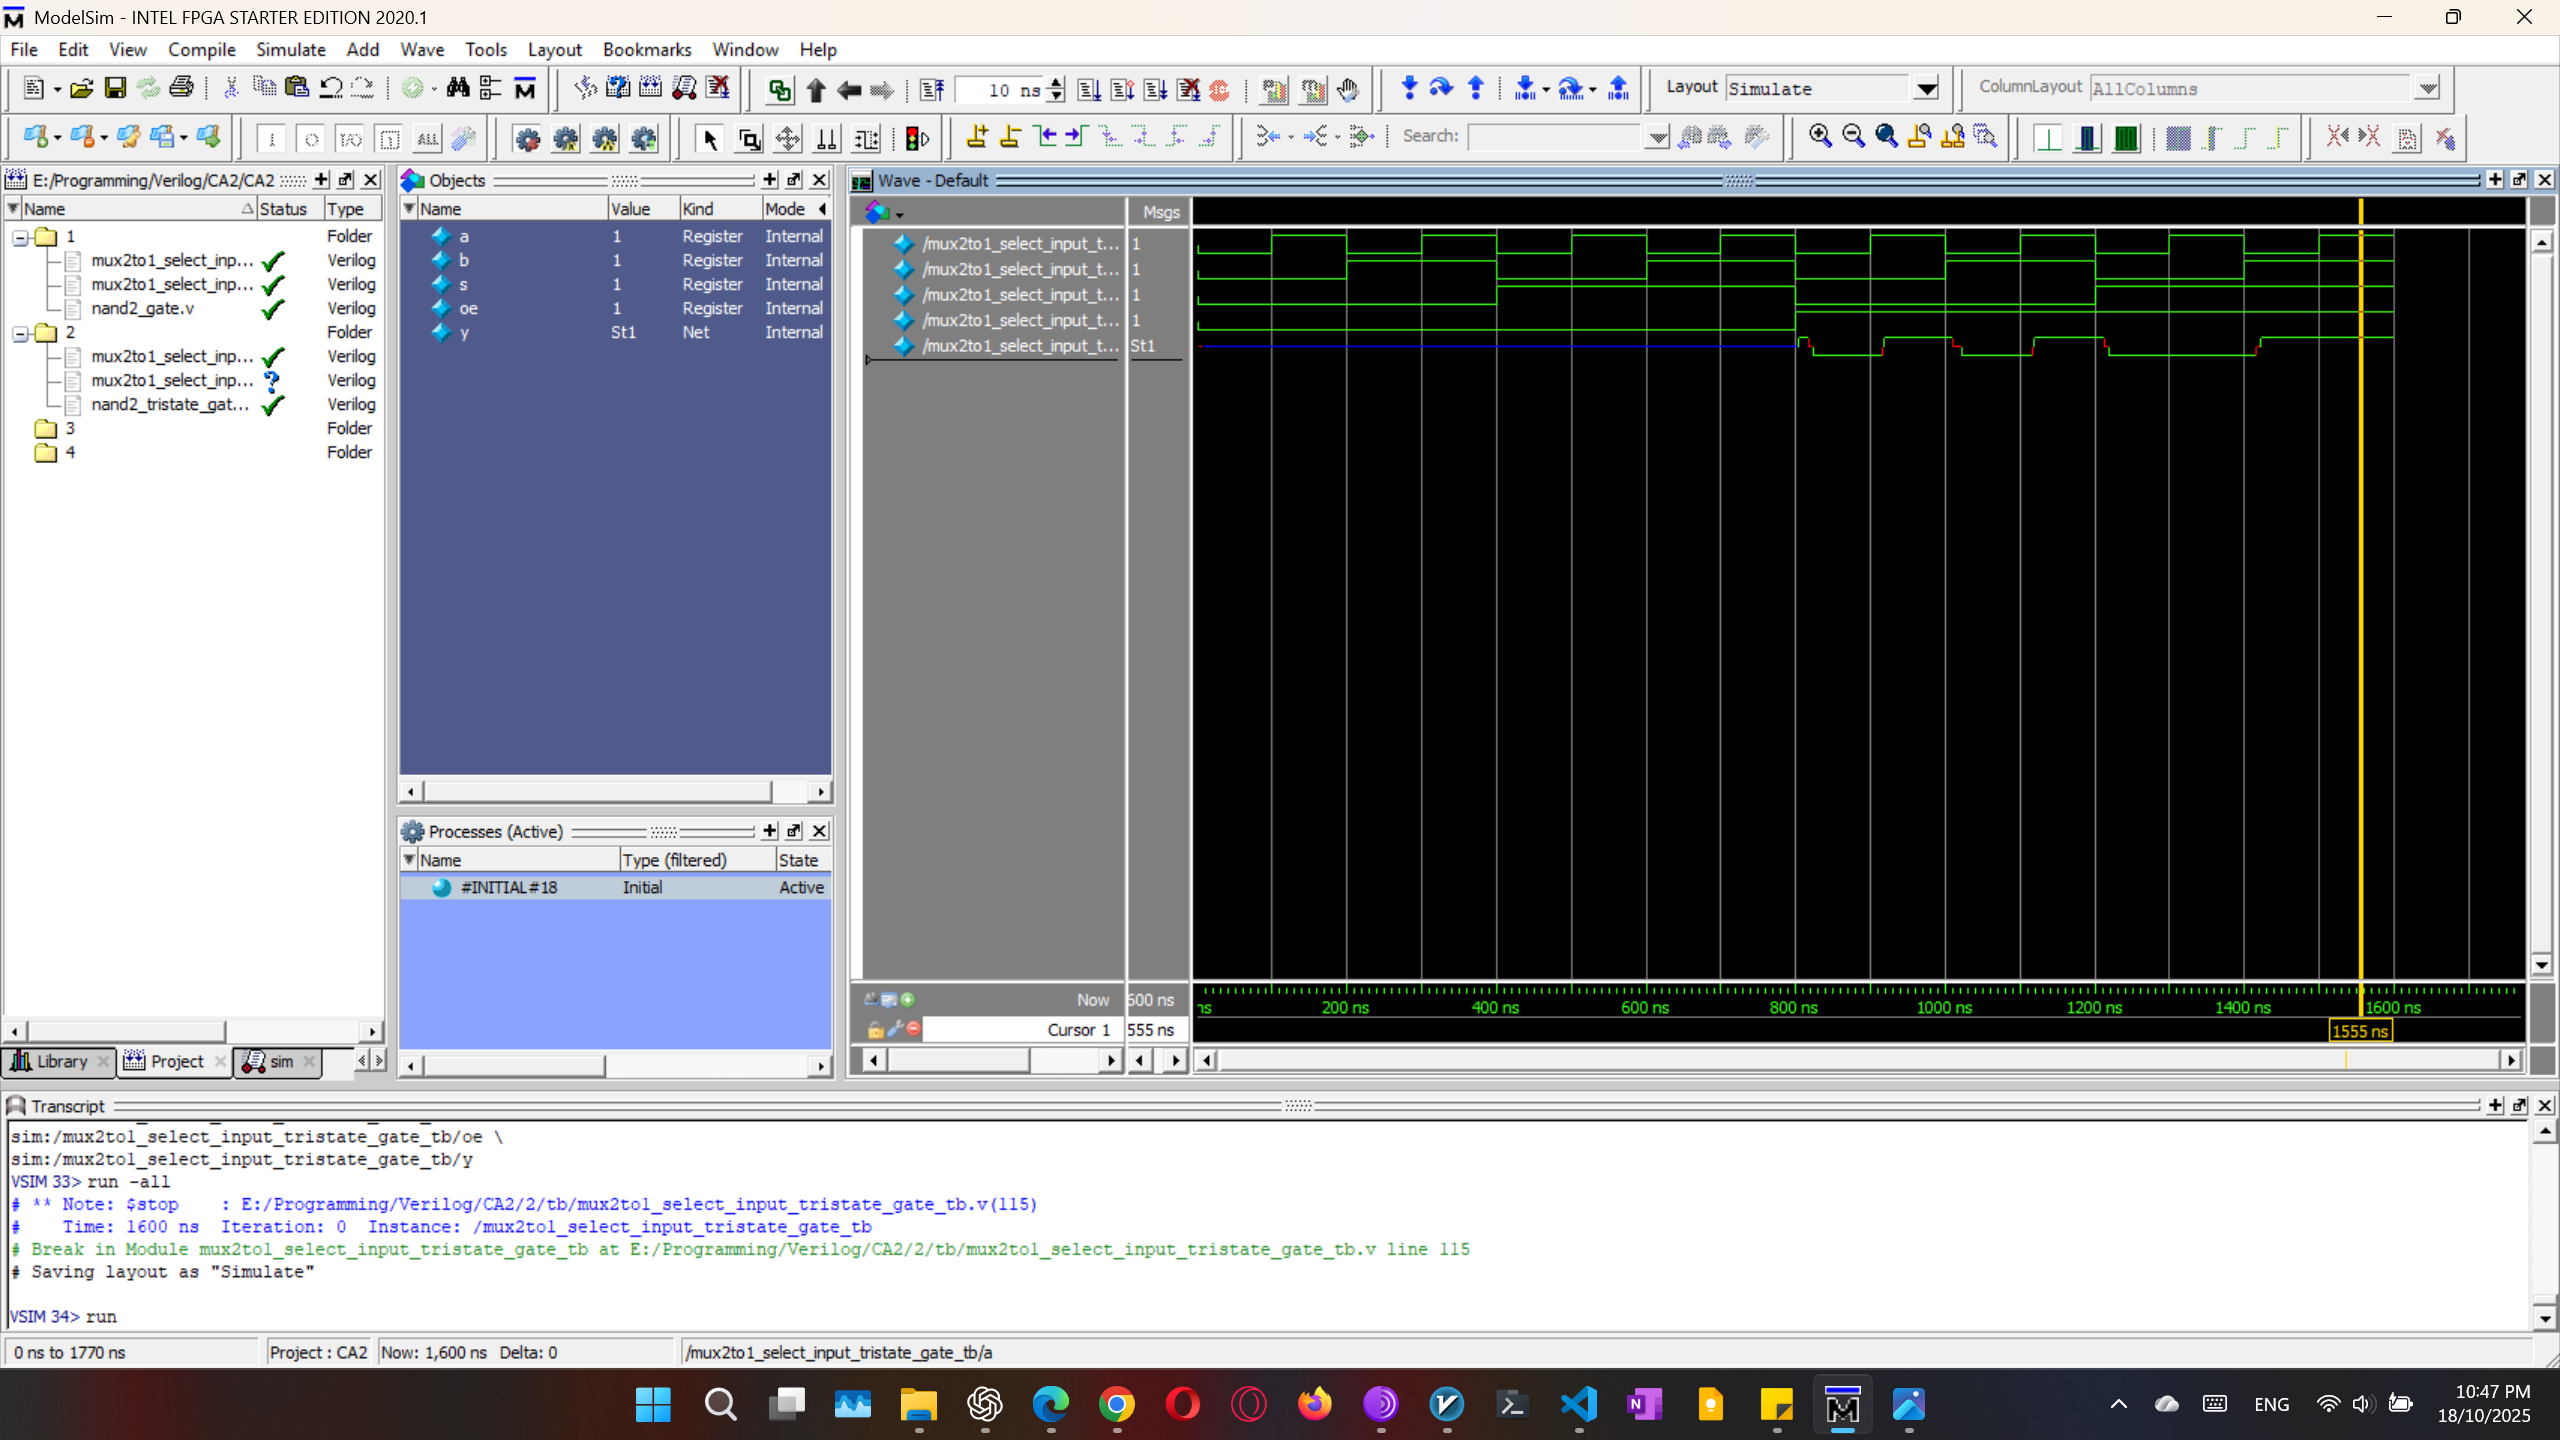 ModelSim - INTEL FPGA STARTER EDITION 2020.1
File Edit View Compile Simulate Add Wave Tools Layout Bookmarks Window Help
10 ns
Layout Simulate
ColumnLayout AllColumns
ALL
Search:
E:/Programming/Verilog/CA2/CA2
Name Status Type
1 Folder
mux2to1_select_inp... Verilog
mux2to1_select_inp... Verilog
nand2_gate.v Verilog
2 Folder
mux2to1_select_inp... Verilog
mux2to1_select_inp... ? Verilog
nand2_tristate_gat... Verilog
3 Folder
4 Folder
Library Project sim
Objects
Name Value Kind Mode
a 1 Register Internal
b 1 Register Internal
s 1 Register Internal
oe 1 Register Internal
y St1 Net Internal
Processes (Active)
Name Type (filtered) State
#INITIAL#18 Initial Active
Wave - Default
Msgs
/mux2to1_select_input_t... 1
/mux2to1_select_input_t... 1
/mux2to1_select_input_t... 1
/mux2to1_select_input_t... 1
/mux2to1_select_input_t... St1
Now 600 ns
ns 200 ns 400 ns 600 ns 800 ns 1000 ns 1200 ns 1400 ns 1600 ns
Cursor 1 555 ns
1555 ns
Transcript
sim:/mux2to1_select_input_tristate_gate_tb/oe \
sim:/mux2to1_select_input_tristate_gate_tb/y
VSIM 33> run -all
# ** Note: $stop    : E:/Programming/Verilog/CA2/2/tb/mux2to1_select_input_tristate_gate_tb.v(115)
#    Time: 1600 ns  Iteration: 0  Instance: /mux2to1_select_input_tristate_gate_tb
# Break in Module mux2to1_select_input_tristate_gate_tb at E:/Programming/Verilog/CA2/2/tb/mux2to1_select_input_tristate_gate_tb.v line 115
# Saving layout as "Simulate"
VSIM 34> run
0 ns to 1770 ns Project : CA2 Now: 1,600 ns Delta: 0 /mux2to1_select_input_tristate_gate_tb/a
ENG
10:47 PM
18/10/2025